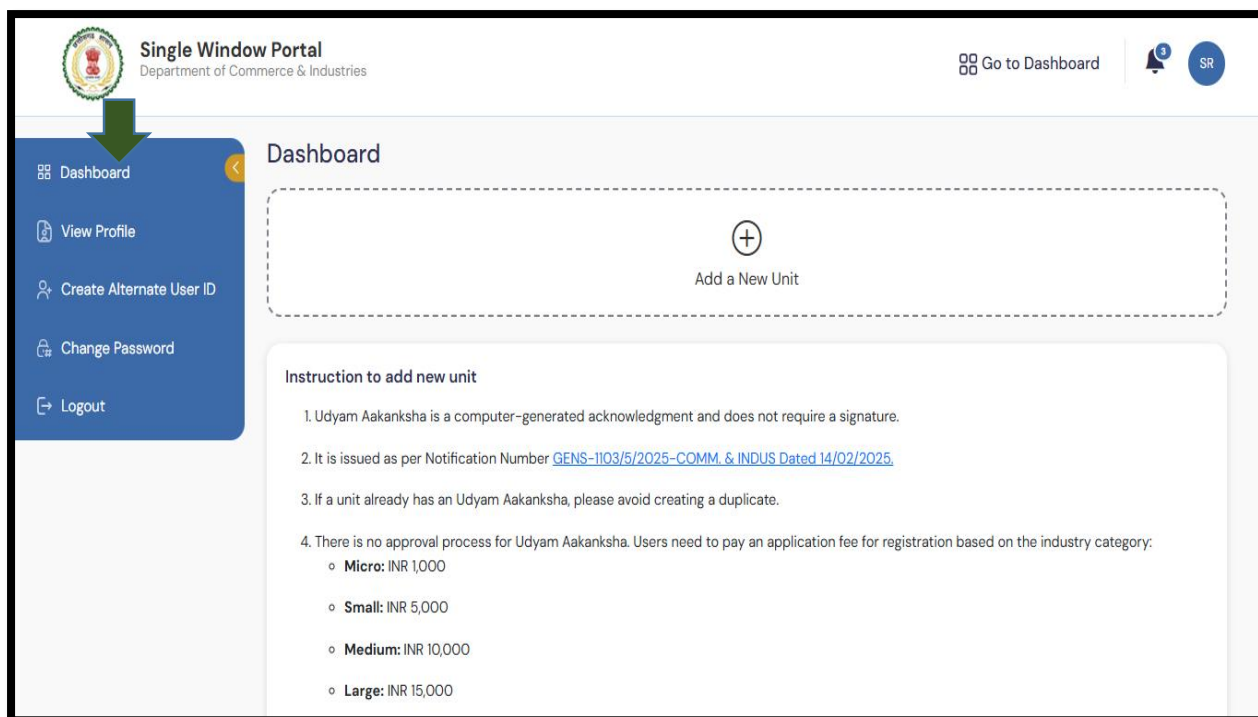 Single Window Portal
Department of Commerce & Industries
Go to Dashboard
3
SR
Dashboard
View Profile
Create Alternate User ID
Change Password
Logout
Dashboard
Add a New Unit
Instruction to add new unit
1. Udyam Aakanksha is a computer-generated acknowledgment and does not require a signature.
2. It is issued as per Notification Number GENS-1103/5/2025-COMM. & INDUS Dated 14/02/2025.
3. If a unit already has an Udyam Aakanksha, please avoid creating a duplicate.
4. There is no approval process for Udyam Aakanksha. Users need to pay an application fee for registration based on the industry category:
Micro: INR 1,000
Small: INR 5,000
Medium: INR 10,000
Large: INR 15,000